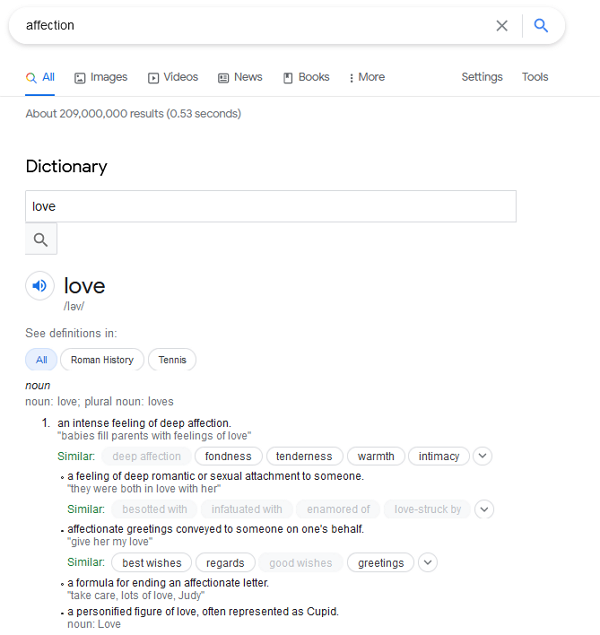 affection
All Images Videos News Books More Settings Tools
About 209,000,000 results (0.53 seconds)
Dictionary
love
love
/ləv/
See definitions in:
All Roman History Tennis
noun
noun: love; plural noun: loves
1. an intense feeling of deep affection.
"babies fill parents with feelings of love"
Similar: deep affection fondness tenderness warmth intimacy
a feeling of deep romantic or sexual attachment to someone.
"they were both in love with her"
Similar: besotted with infatuated with enamored of love-struck by
affectionate greetings conveyed to someone on one's behalf.
"give her my love"
Similar: best wishes regards good wishes greetings
a formula for ending an affectionate letter.
"take care, lots of love, Judy"
a personified figure of love, often represented as Cupid.
noun: Love